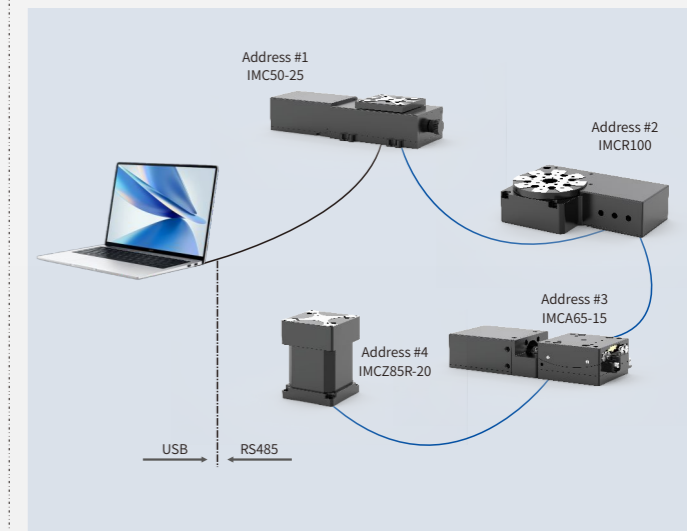 Address #1
IMC50-25
Address #2
IMCR100
Address #3
IMCA65-15
Address #4
IMCZ85R-20
USB
RS485